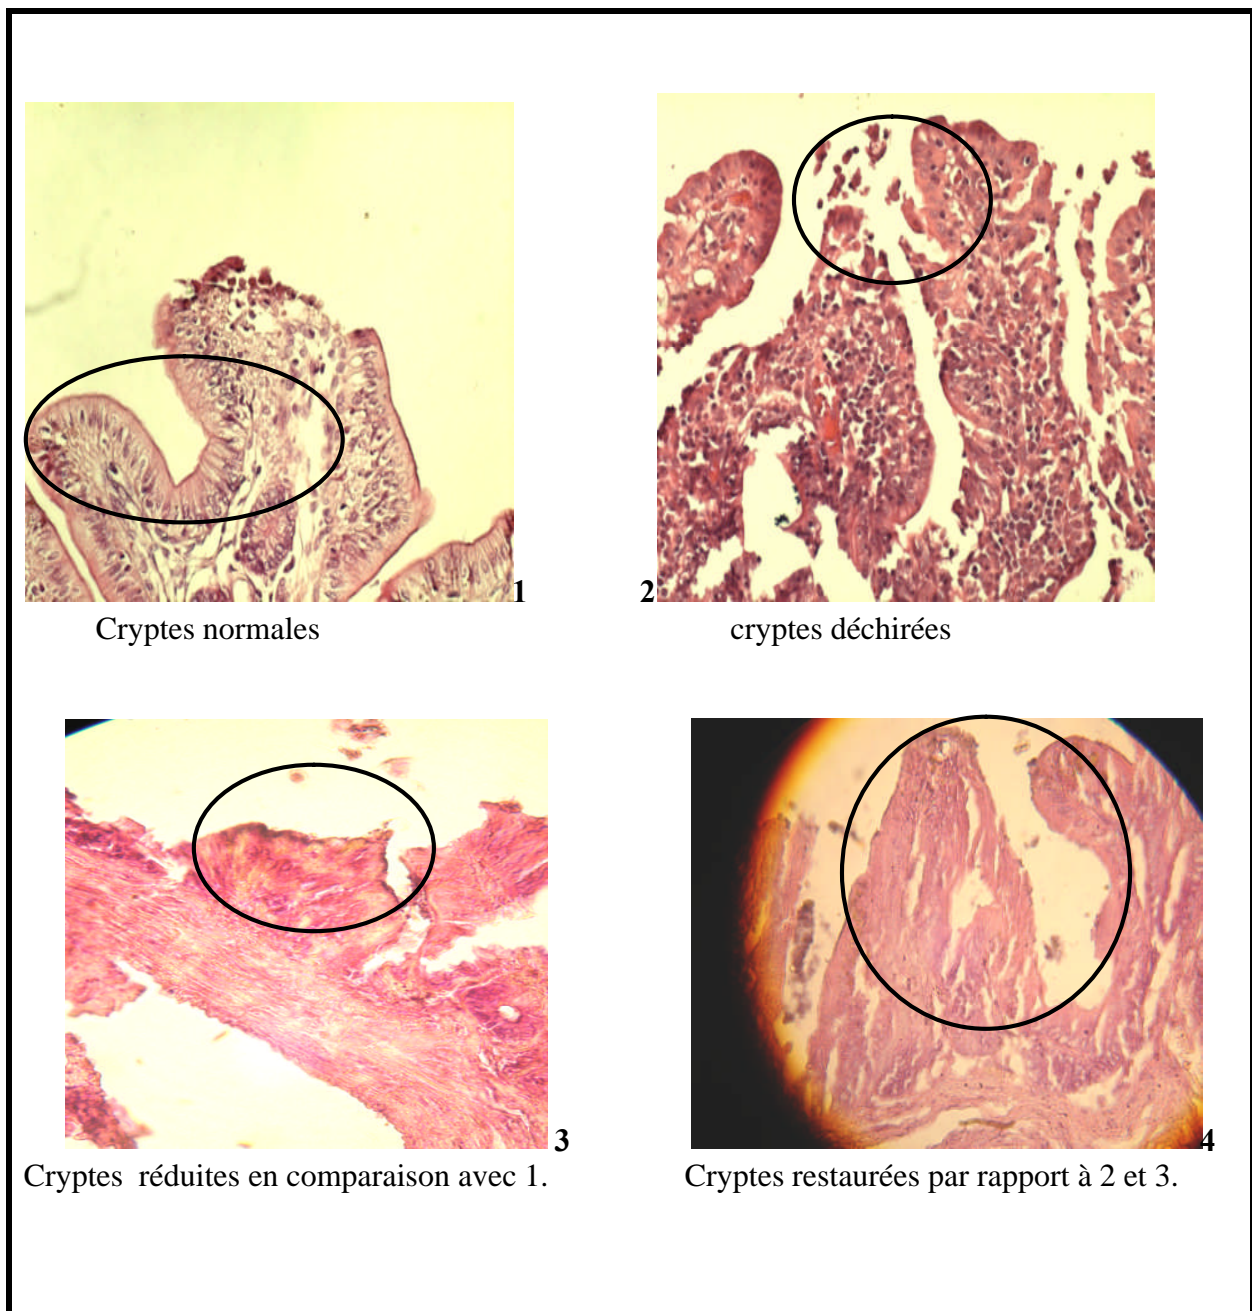 1
2
Cryptes normales
cryptes déchirées
3
4
Cryptes réduites en comparaison avec 1.
Cryptes restaurées par rapport à 2 et 3.